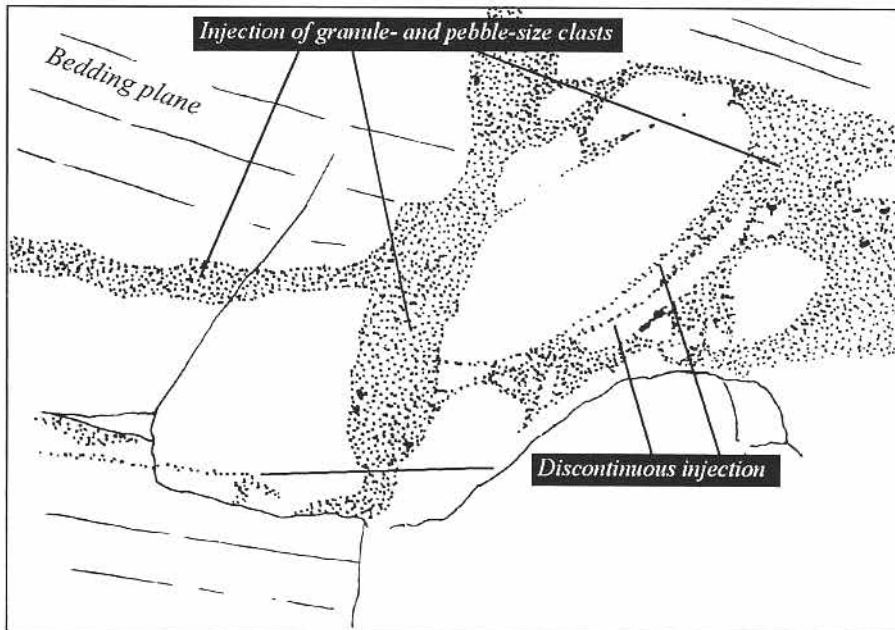 Injection of granule- and pebble-size clasts
Bedding plane
Discontinuous injection